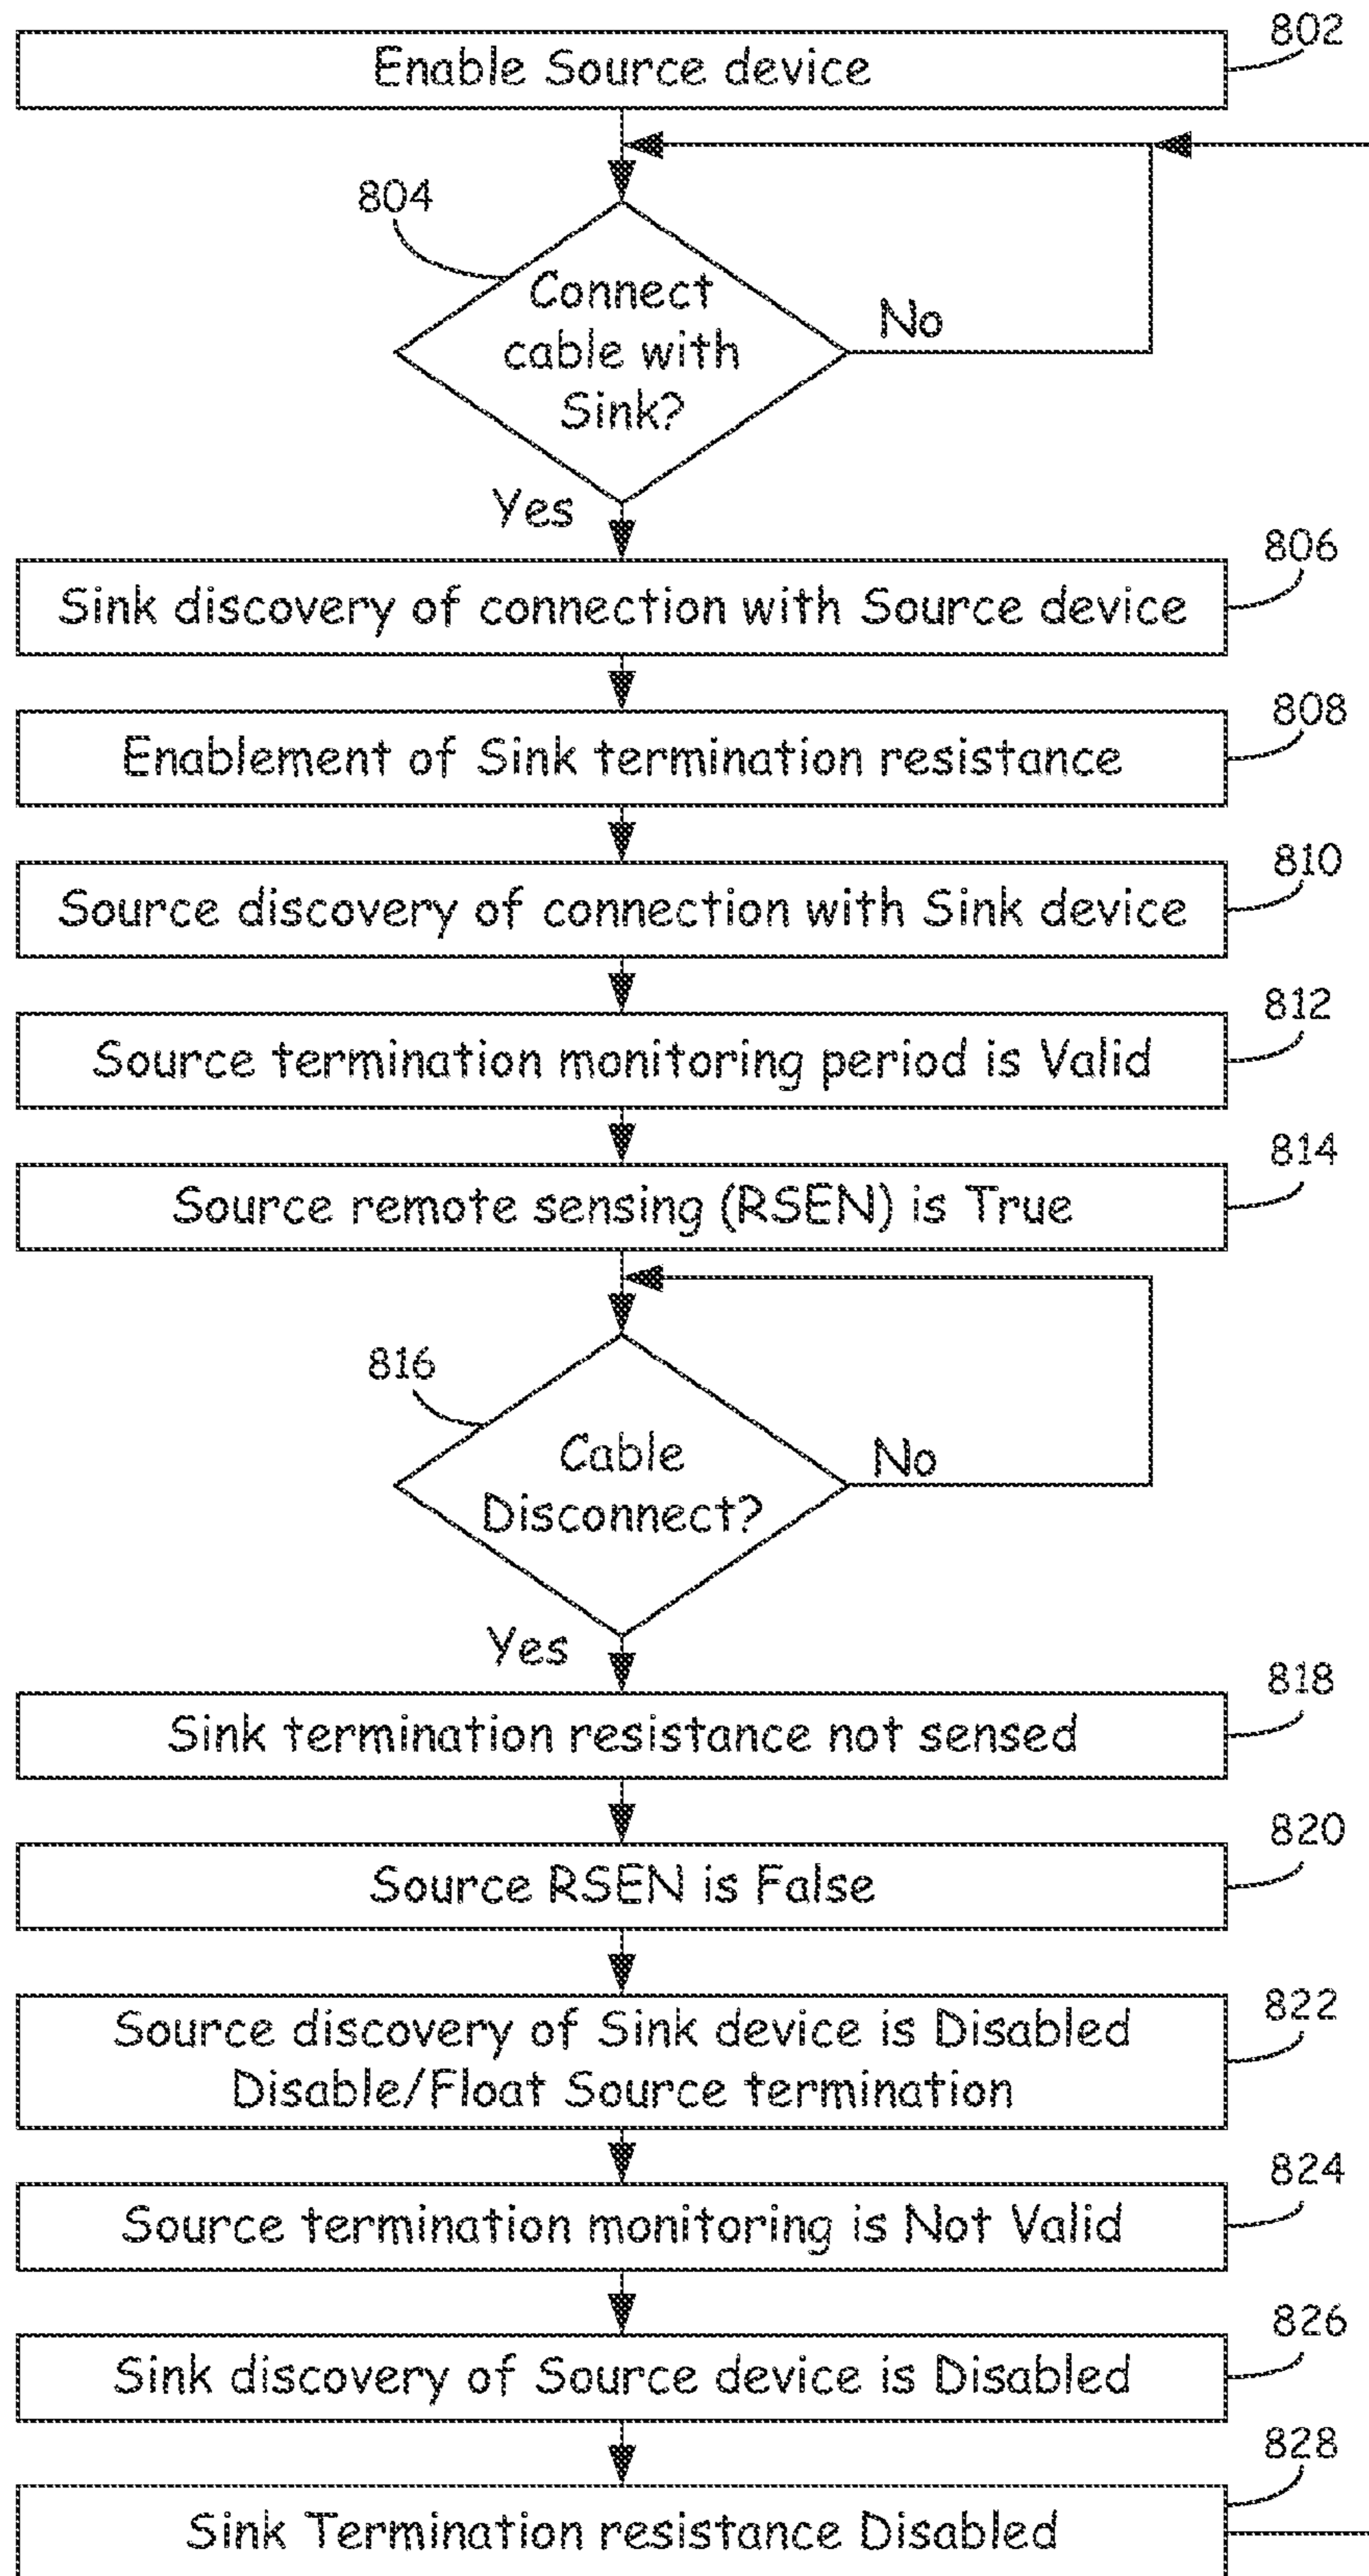 802
Enable Source device
804
Connect
cable with
Sink?
No
Yes
806
Sink discovery of connection with Source device
808
Enablement of Sink termination resistance
810
Source discovery of connection with Sink device
812
Source termination monitoring period is Valid
814
Source remote sensing (RSEN) is True
816
Cable
Disconnect?
No
Yes
818
Sink termination resistance not sensed
820
Source RSEN is False
822
Source discovery of Sink device is Disabled
Disable/Float Source termination
824
Source termination monitoring is Not Valid
826
Sink discovery of Source device is Disabled
828
Sink Termination resistance Disabled